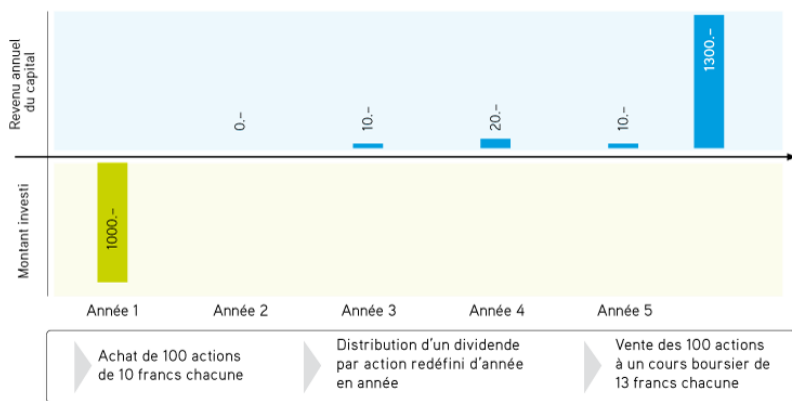 Revenu annuel
du capital
0.–
10.–
20.–
10.–
1300.–
Montant investi
1000.–
Année 1
Année 2
Année 3
Année 4
Année 5
Achat de 100 actions
de 10 francs chacune
Distribution d'un dividende
par action redéfini d'année
en année
Vente des 100 actions
à un cours boursier de
13 francs chacune